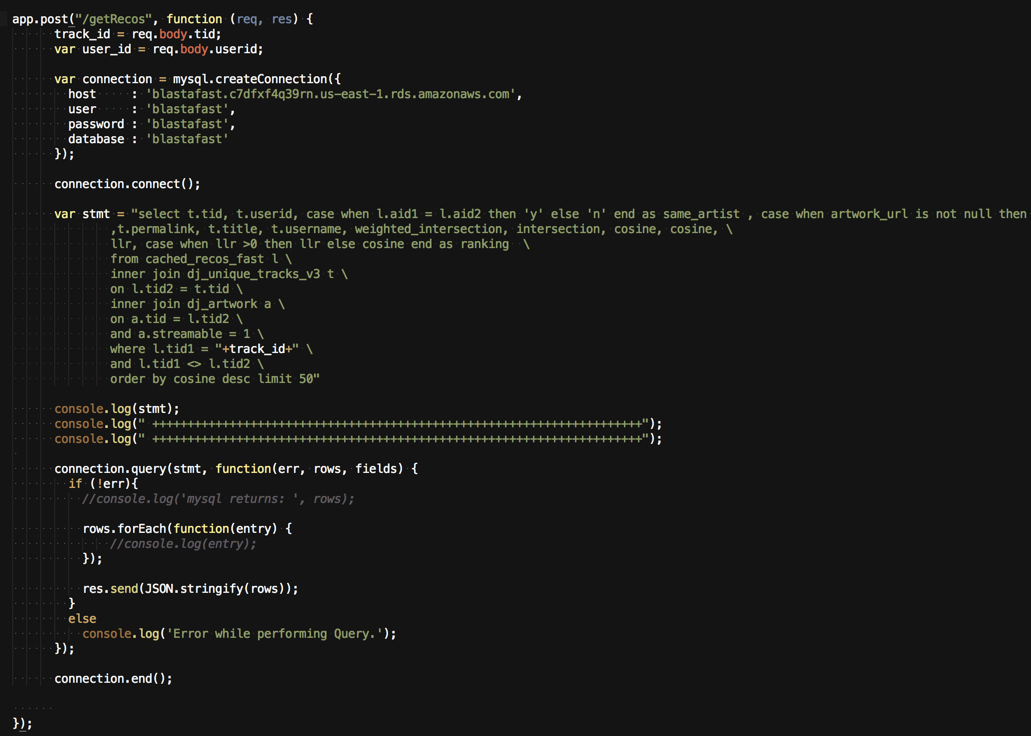 app.post("/getRecos", function (req, res) {
track_id = req.body.tid;
var user_id = req.body.userid;
var connection = mysql.createConnection({
host     : 'blastafast.c7dfxf4q39rn.us-east-1.rds.amazonaws.com',
user     : 'blastafast',
password : 'blastafast',
database : 'blastafast'
});
connection.connect();
var stmt = "select t.tid, t.userid, case when l.aid1 = l.aid2 then 'y' else 'n' end as same_artist , case when artwork_url is not null then
,t.permalink, t.title, t.username, weighted_intersection, intersection, cosine, cosine, \
llr, case when llr >0 then llr else cosine end as ranking  \
from cached_recos_fast l \
inner join dj_unique_tracks_v3 t \
on l.tid2 = t.tid \
inner join dj_artwork a \
on a.tid = l.tid2 \
and a.streamable = 1 \
where l.tid1 = "+track_id+" \
and l.tid1 <> l.tid2 \
order by cosine desc limit 50"
console.log(stmt);
console.log(" ++++++++++++++++++++++++++++++++++++++++++++++++++++++++++++++++++++++");
console.log(" ++++++++++++++++++++++++++++++++++++++++++++++++++++++++++++++++++++++");
connection.query(stmt, function(err, rows, fields) {
if (!err){
//console.log('mysql returns: ', rows);
rows.forEach(function(entry) {
//console.log(entry);
});
res.send(JSON.stringify(rows));
}
else
console.log('Error while performing Query.');
});
connection.end();
});